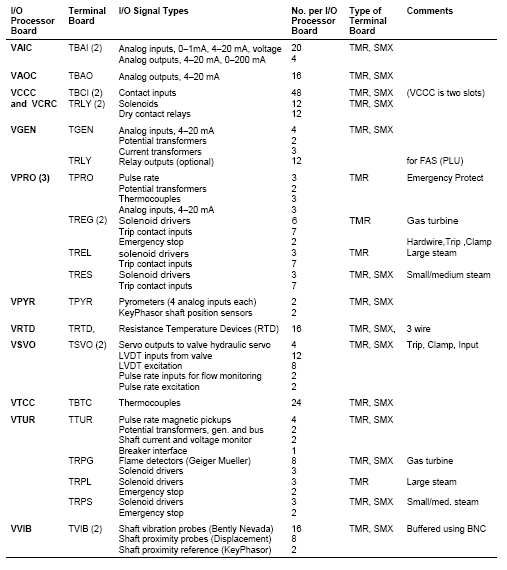 I/O Processor Board	Terminal Board	I/O Signal Types	No. per I/O Processor Board	Type of Terminal Board	Comments
VAIC	TBAI (2)	Analog inputs, 0–1mA, 4–20 mA, voltage	20	TMR, SMX
Analog outputs, 4–20 mA, 0–200 mA	4
VAOC	TBAO	Analog outputs, 4–20 mA	16	TMR, SMX
VCCC	TBCI (2)	Contact inputs	48	TMR, SMX	(VCCC is two slots)
and VCRC	TRLY (2)	Solenoids	12	TMR, SMX
Dry contact relays	12
VGEN	TGEN	Analog inputs, 4–20 mA	4	TMR, SMX
Potential transformers	2
Current transformers	3
TRLY	Relay outputs (optional)	12	for FAS (PLU)
VPRO (3)	TPRO	Pulse rate	3	TMR	Emergency Protect
Potential transformers	2
Thermocouples	3
Analog inputs, 4–20 mA	3
TREG (2)	Solenoid drivers	6	TMR	Gas turbine
Trip contact inputs	7
Emergency stop	2	Hardwire,Trip ,Clamp
TREL	solenoid drivers	3	TMR	Large steam
Trip contact inputs	7
TRES	Solenoid drivers	3	TMR, SMX	Small/medium steam
Trip contact inputs	7
VPYR	TPYR	Pyrometers (4 analog inputs each)	2	TMR, SMX
KeyPhasor shaft position sensors	2
VRTD	TRTD,	Resistance Temperature Devices (RTD)	16	TMR, SMX,	3 wire
VSVO	TSVO (2)	Servo outputs to valve hydraulic servo	4	TMR, SMX	Trip, Clamp, Input
LVDT inputs from valve	12
LVDT excitation	8
Pulse rate inputs for flow monitoring	2
Pulse rate excitation	2
VTCC	TBTC	Thermocouples	24	TMR, SMX
VTUR	TTUR	Pulse rate magnetic pickups	4	TMR, SMX
Potential transformers, gen. and bus	2
Shaft current and voltage monitor	2
Breaker interface	1
TRPG	Flame detectors (Geiger Mueller)	8	TMR, SMX	Gas turbine
Solenoid drivers	3
TRPL	Solenoid drivers	3	TMR	Large steam
Emergency stop	2
TRPS	Solenoid drivers	3	TMR, SMX	Small/med. steam
Emergency stop	2
VVIB	TVIB (2)	Shaft vibration probes (Bently Nevada)	16	TMR, SMX	Buffered using BNC
Shaft proximity probes (Displacement)	8
Shaft proximity reference (KeyPhasor)	2